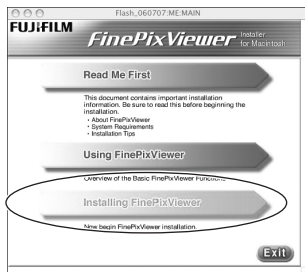 Flash_060707:ME:MAIN
FUJIFILM
FinePixViewer
Installer
for Macintosh
Read Me First
This document contains important installation
information. Be sure to read this before beginning the
installation.
・About FinePixViewer
・System Requirements
・Installation Tips
Using FinePixViewer
Overview of the Basic FinePixViewer Functions.
Installing FinePixViewer
Now begin FinePixViewer installation.
Exit